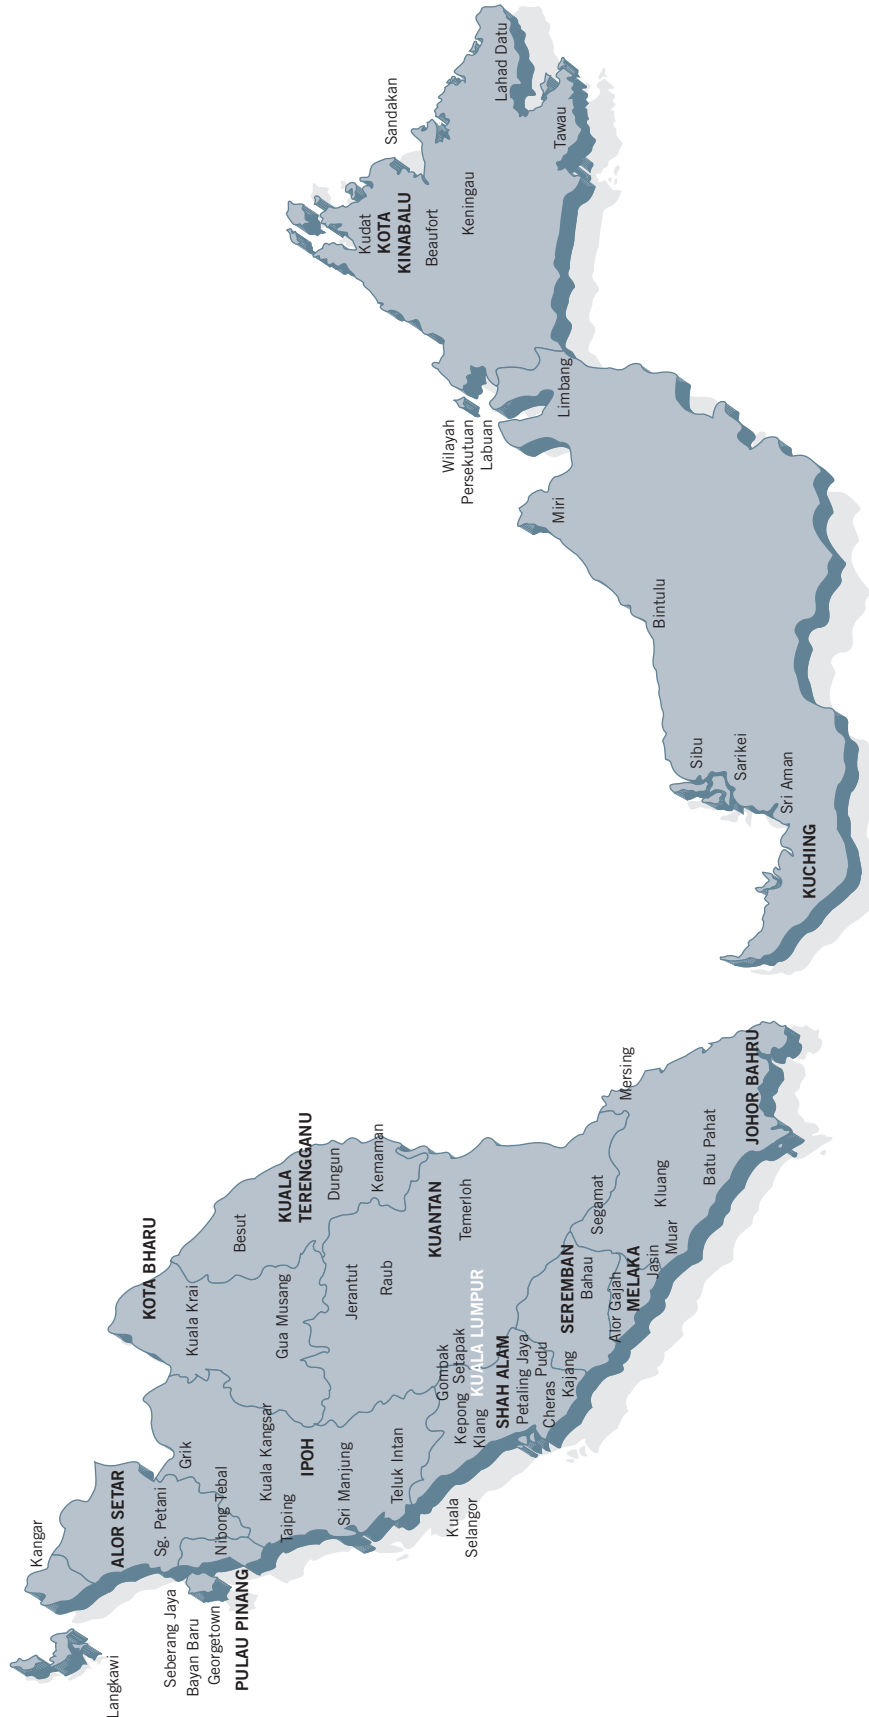 Langkawi
Kangar
ALOR SETAR
Sg. Petani
Seberang Jaya
Bayan Baru
Georgetown
PULAU PINANG
Nibong Tebal
Grik
Kuala Kangsar
Taiping
IPOH
Sri Manjung
Teluk Intan
KOTA BHARU
Kuala Krai
Gua Musang
Besut
KUALA
TERENGGANU
Dungun
Kemaman
Jerantut
Raub
KUANTAN
Temerloh
Kuala
Selangor
Gombak
Setapak
Kepong
KUALA LUMPUR
Klang
SHAH ALAM
Petaling Jaya
Pudu
Cheras
Kajang
SEREMBAN
Bahau
Alor Gajah
MELAKA
Jasin
Segamat
Muar
Kluang
Mersing
Batu Pahat
JOHOR BAHRU
KUCHING
Sri Aman
Sarikei
Sibu
Bintulu
Miri
Limbang
Wilayah
Persekutuan
Labuan
Kudat
KOTA
KINABALU
Beaufort
Keningau
Sandakan
Lahad Datu
Tawau